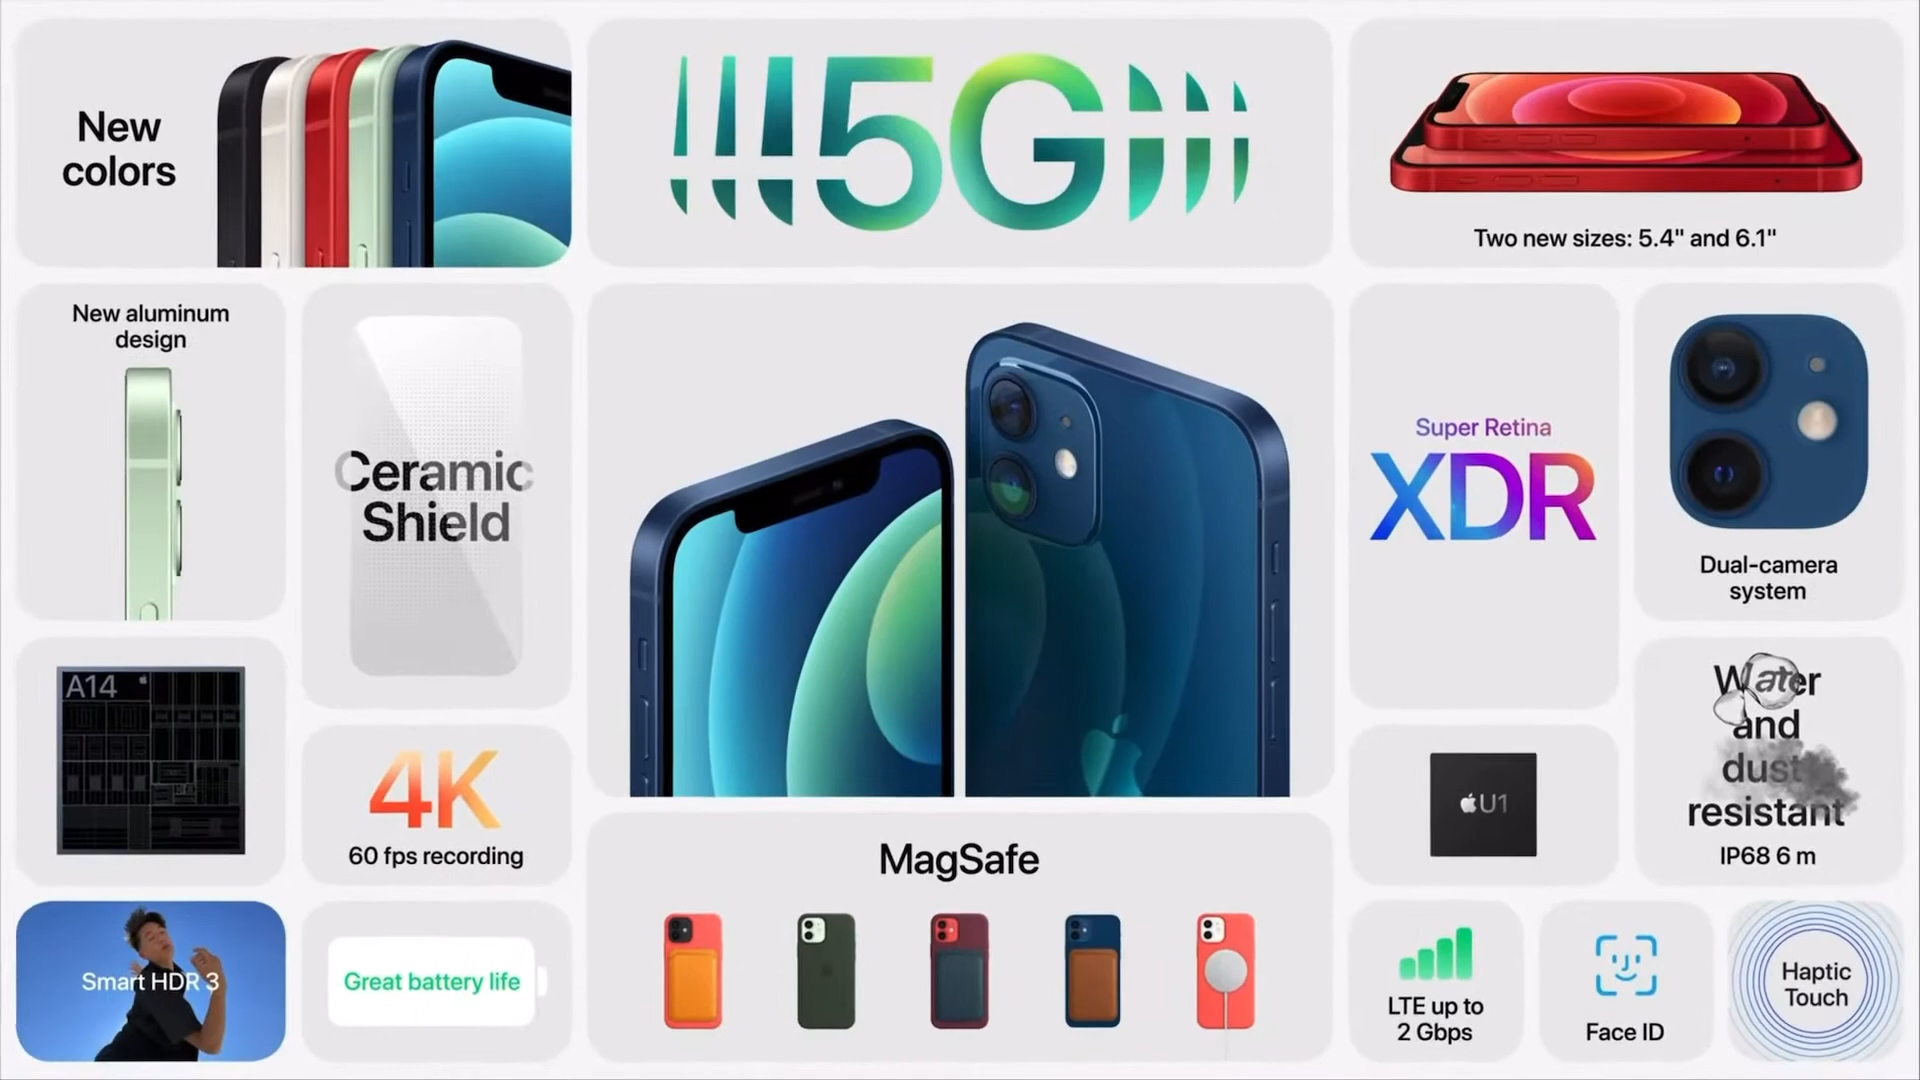 New
colors
5G
Two new sizes: 5.4" and 6.1"
New aluminum
design
Ceramic
Shield
Super Retina
XDR
Dual-camera
system
A14
4K
60 fps recording
MagSafe
U1
Water
and
dust
resistant
IP68 6 m
Smart HDR 3
Great battery life
LTE up to
2 Gbps
Face ID
Haptic
Touch